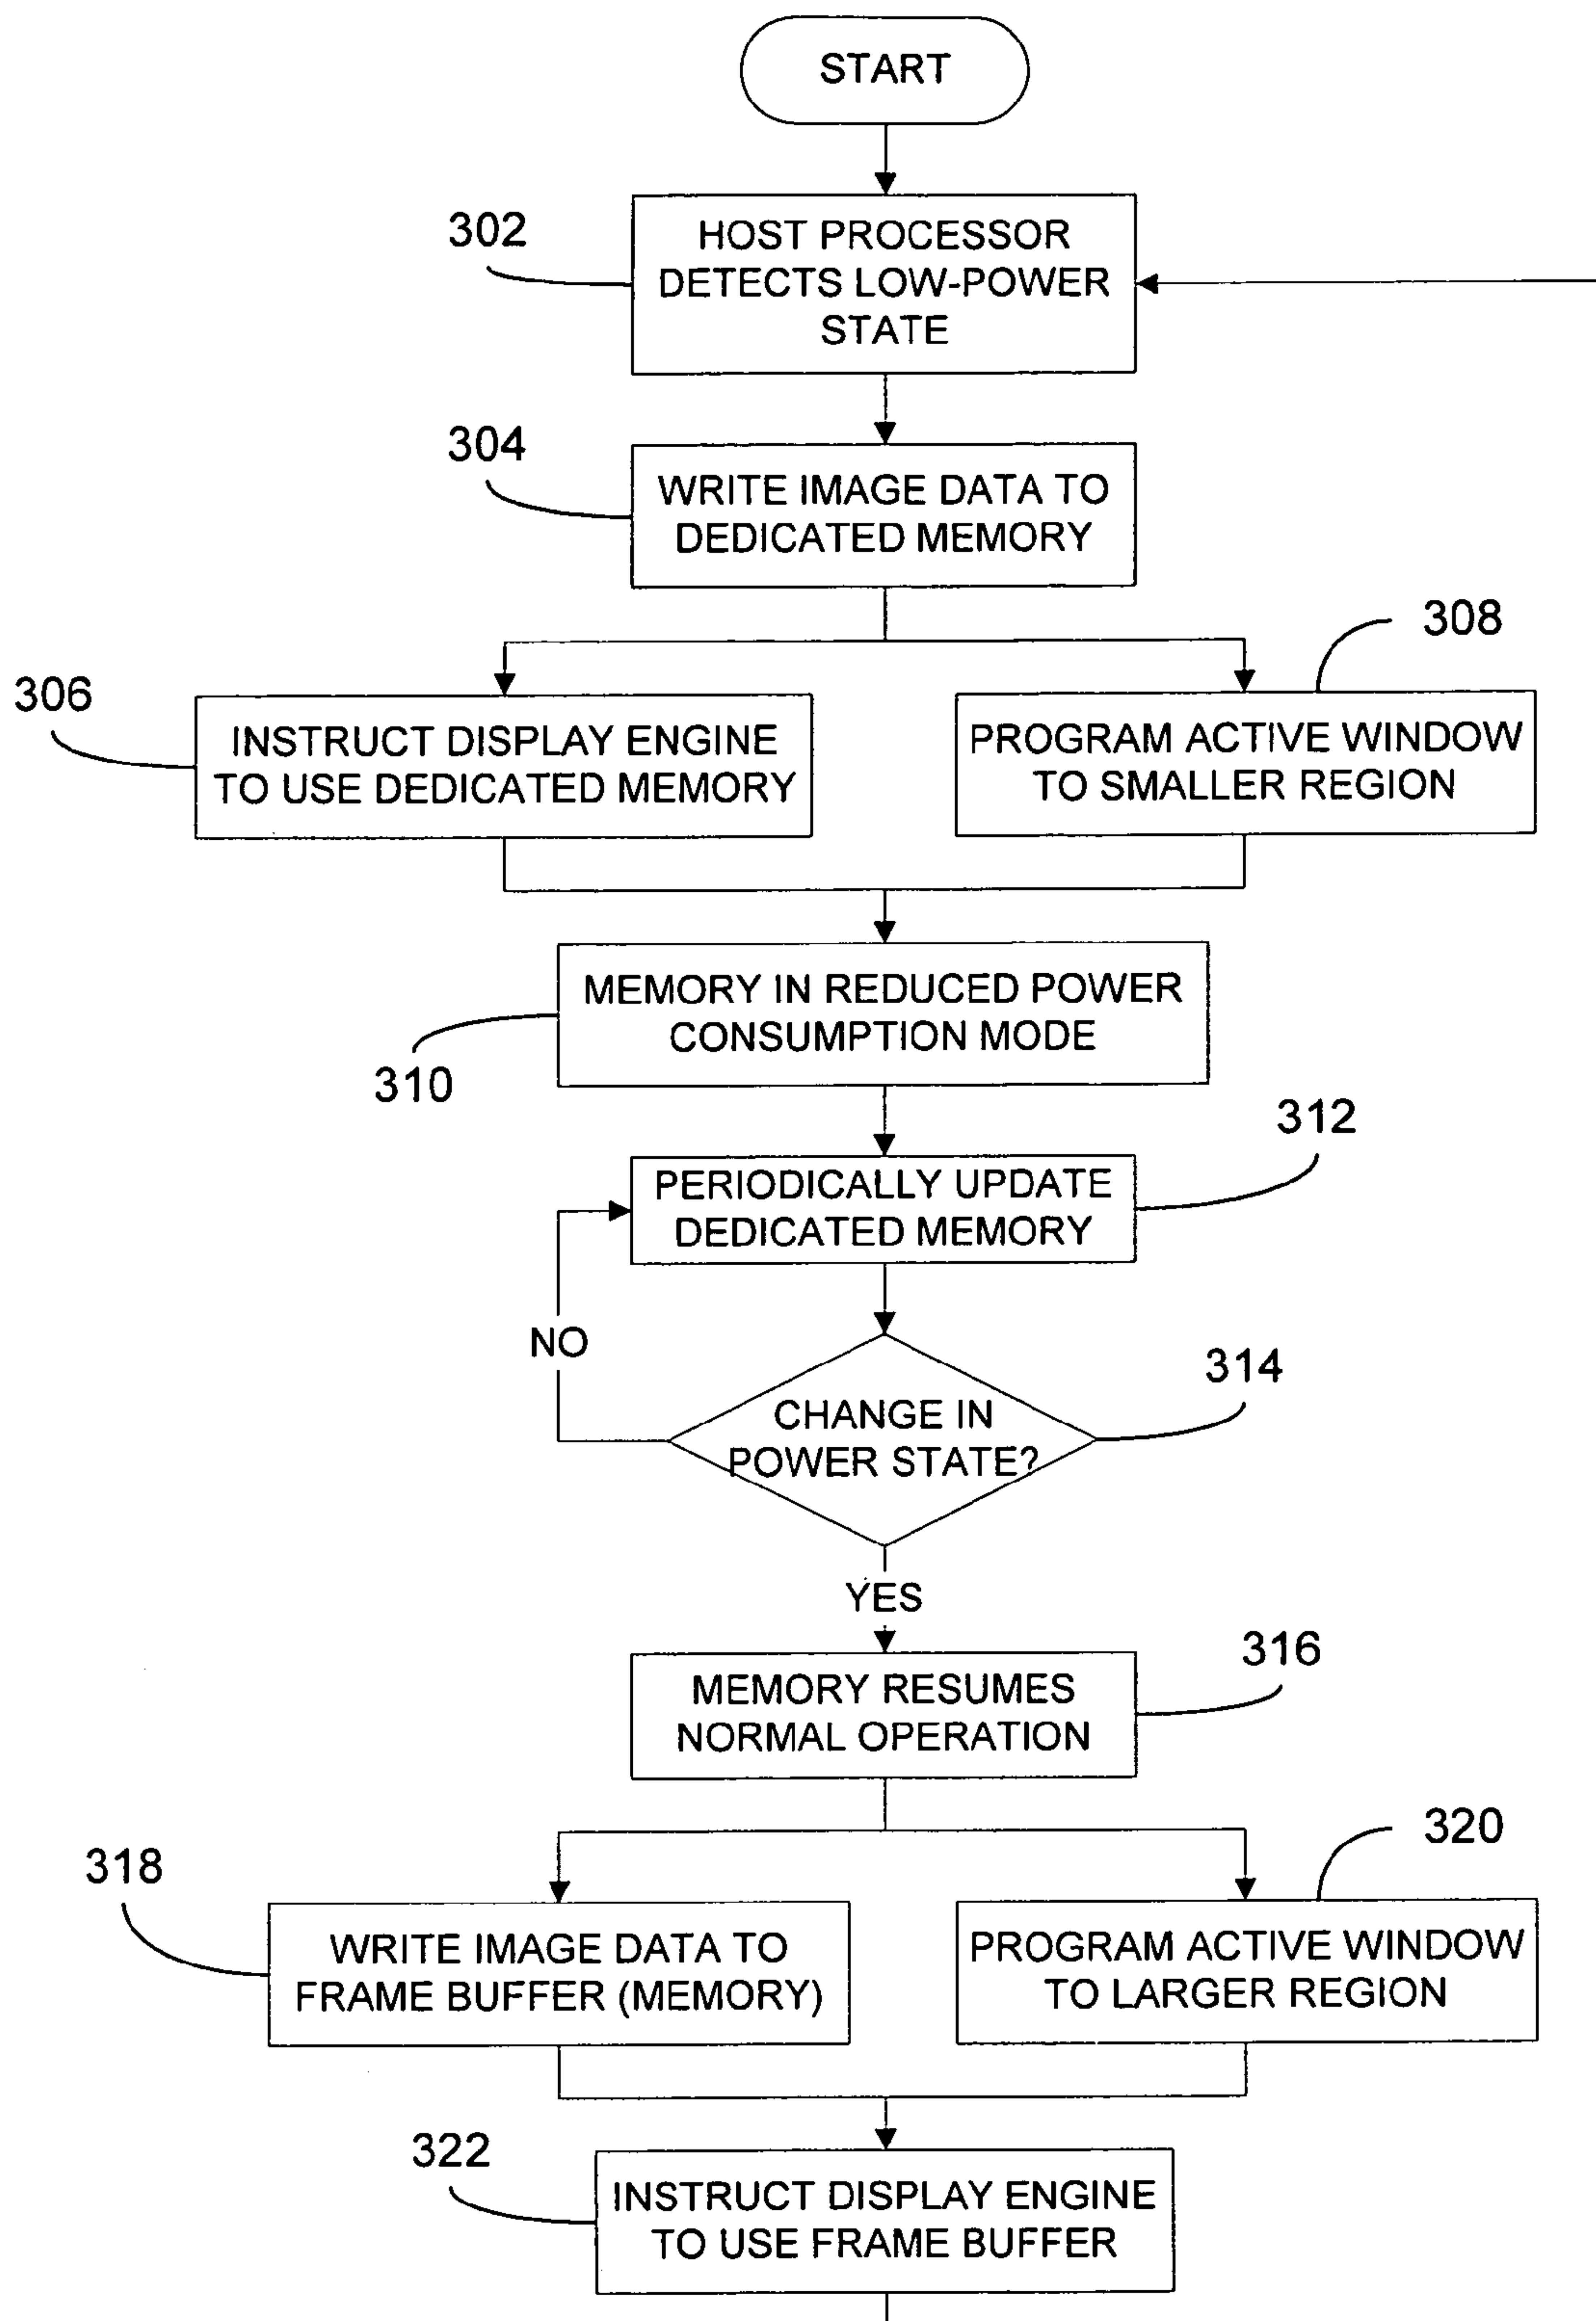 START
302
HOST PROCESSOR
DETECTS LOW-POWER
STATE
304
WRITE IMAGE DATA TO
DEDICATED MEMORY
308
306
INSTRUCT DISPLAY ENGINE
TO USE DEDICATED MEMORY
PROGRAM ACTIVE WINDOW
TO SMALLER REGION
MEMORY IN REDUCED POWER
CONSUMPTION MODE
310
312
PERIODICALLY UPDATE
DEDICATED MEMORY
NO
314
CHANGE IN
POWER STATE?
YES
316
MEMORY RESUMES
NORMAL OPERATION
320
318
WRITE IMAGE DATA TO
FRAME BUFFER (MEMORY)
PROGRAM ACTIVE WINDOW
TO LARGER REGION
322
INSTRUCT DISPLAY ENGINE
TO USE FRAME BUFFER